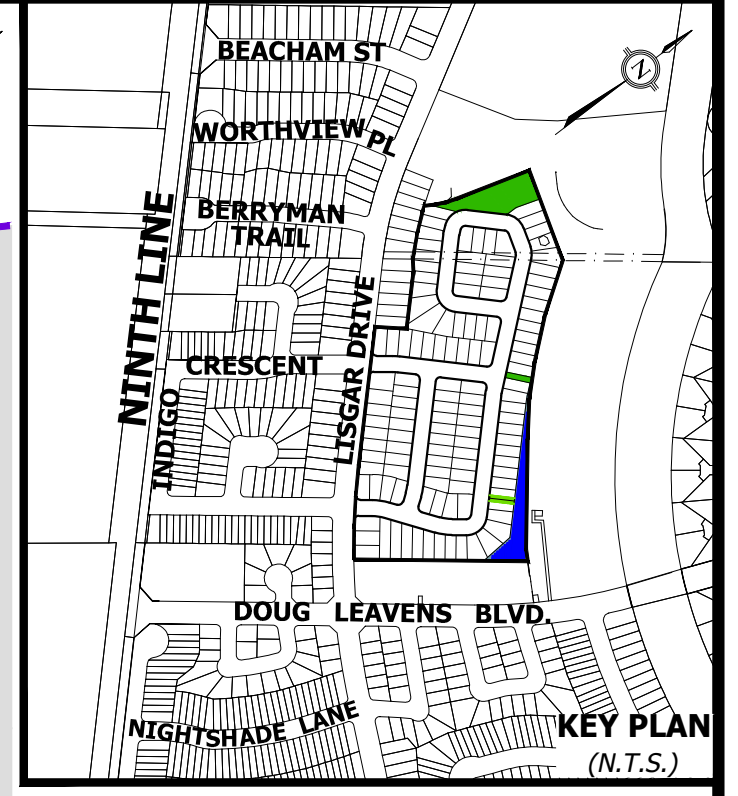 BEACHAM ST
WORTHVIEW PL
BERRYMAN
TRAIL
NINTH LINE
LISGAR DRIVE
CRESCENT
INDIGO
DOUG LEAVENS BLVD.
NIGHTSHADE LANE
KEY PLAN
(N.T.S.)
N